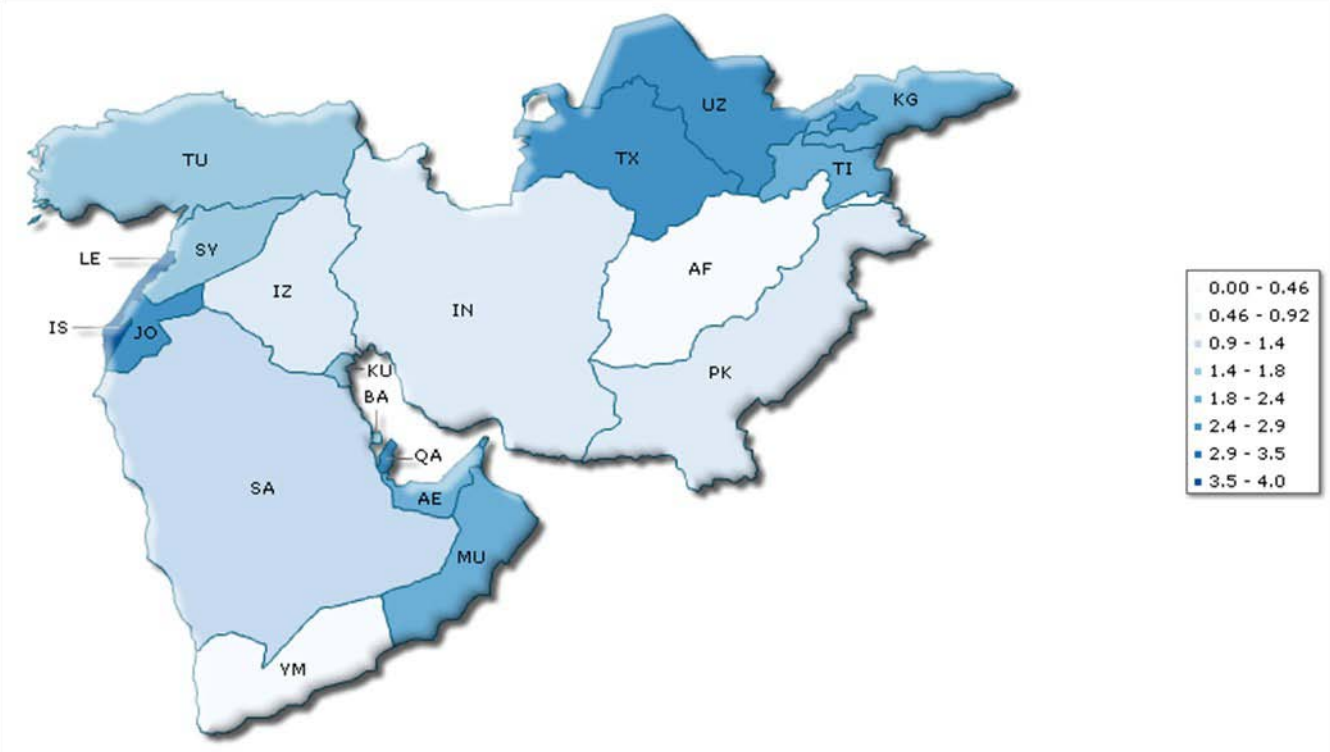 UZ
KG
TU
TX
TI
SY
LE
AF
IZ
IN
IS
JO
KU
PK
BA
QA
SA
AE
MU
YM
0.00 - 0.46
0.46 - 0.92
0.9 - 1.4
1.4 - 1.8
1.8 - 2.4
2.4 - 2.9
2.9 - 3.5
3.5 - 4.0